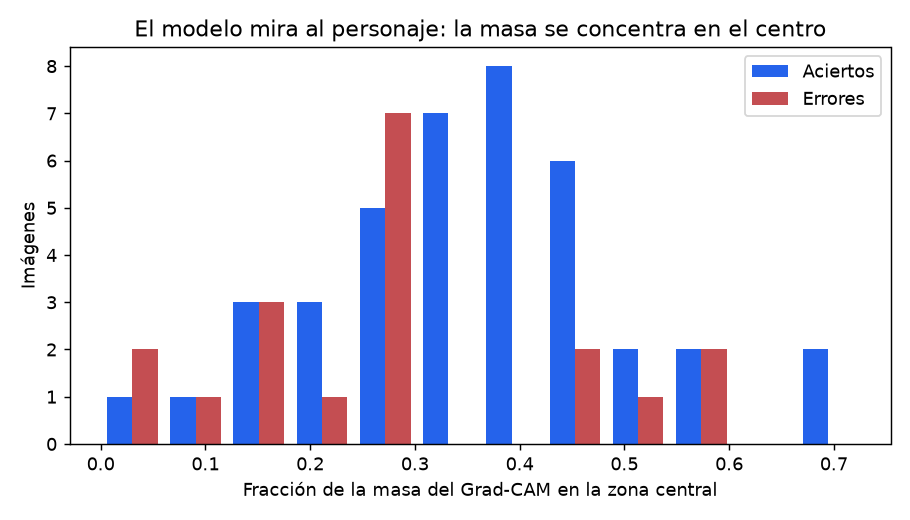 El modelo mira al personaje: la masa se concentra en el centro
Aciertos
Errores
Imágenes
8
7
6
5
4
3
2
1
0
0.0 0.1 0.2 0.3 0.4 0.5 0.6 0.7
Fracción de la masa del Grad-CAM en la zona central